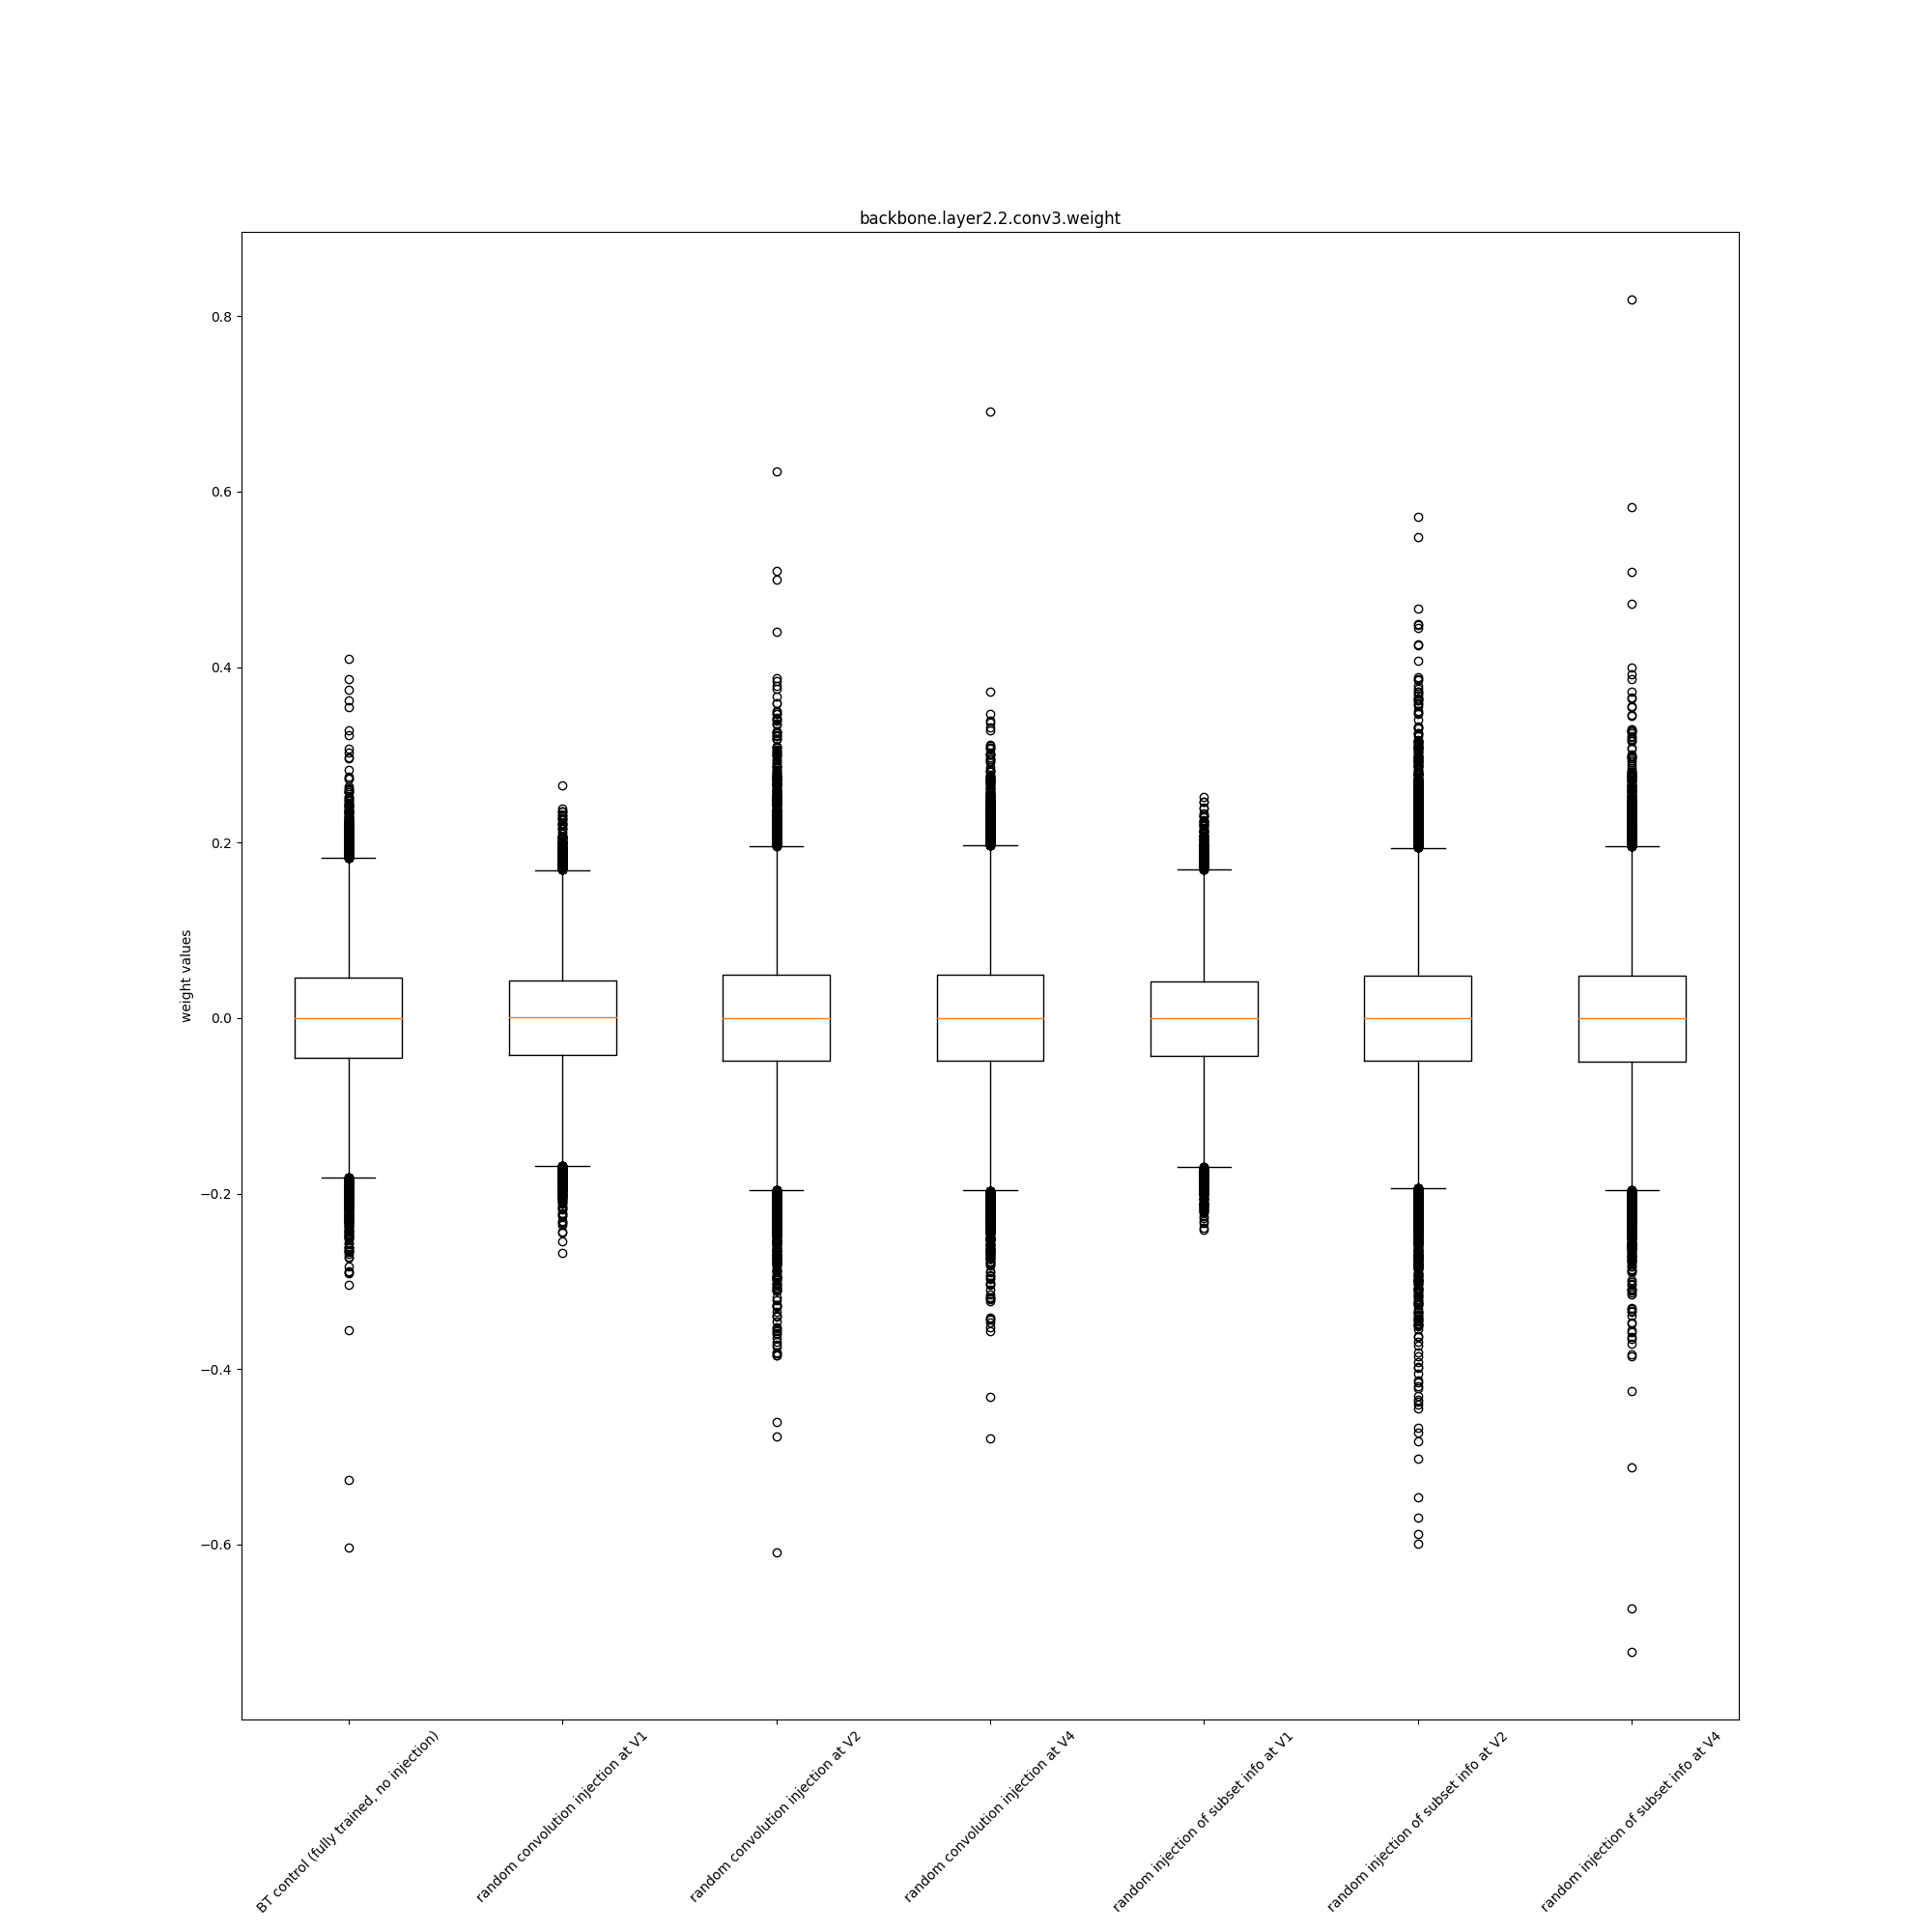 backbone.layer2.2.conv3.weight
weight values
0.8
0.6
0.4
0.2
0.0
−0.2
−0.4
−0.6
BT control (fully trained, no injection)
random convolution injection at V1
random convolution injection at V2
random convolution injection at V4
random injection of subset info at V1
random injection of subset info at V2
random injection of subset info at V4